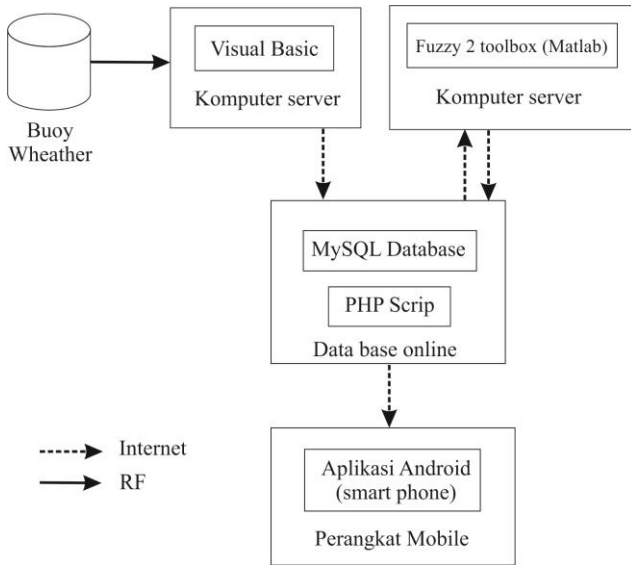 Visual Basic
Komputer server
Fuzzy 2 toolbox (Matlab)
Komputer server
Buoy
Wheather
MySQL Database
PHP Scrip
Data base online
Internet
RF
Aplikasi Android
(smart phone)
Perangkat Mobile